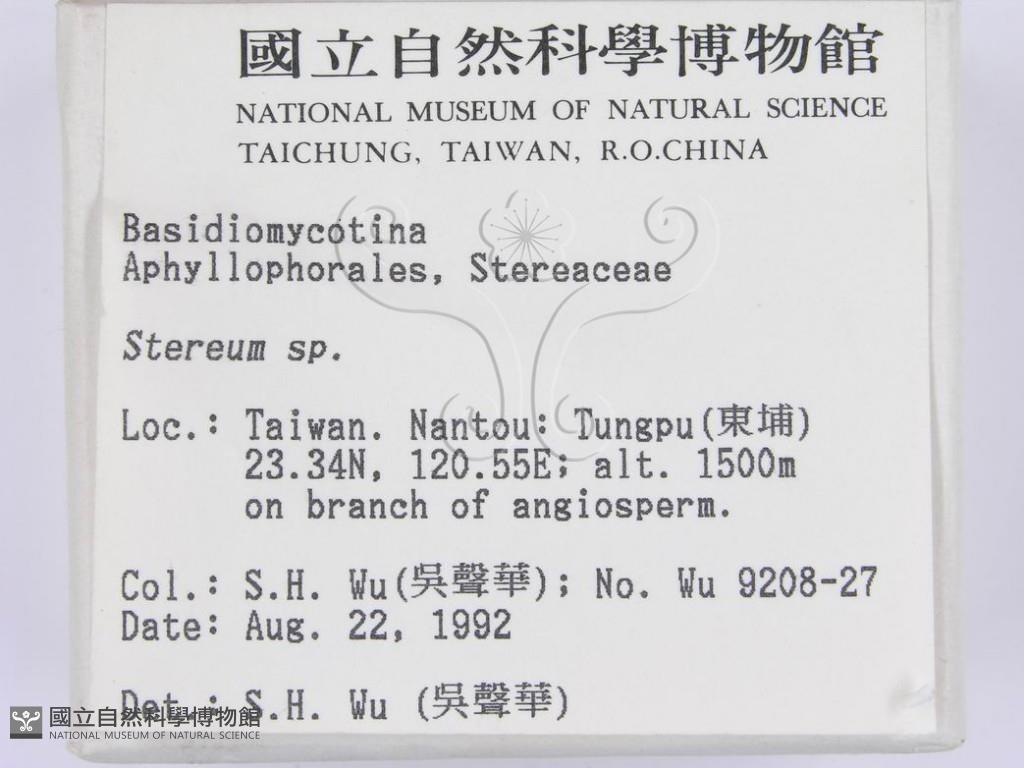 國立自然科學博物館
NATIONAL MUSEUM OF NATURAL SCIENCE
TAICHUNG, TAIWAN, R.O.CHINA
Basidiomycotina
Aphyllophorales, Stereaceae
Stereum sp.
Loc.: Taiwan. Nantou: Tungpu(東埔)
23.34N, 120.55E; alt. 1500m
on branch of angiosperm.
Col.: S.H. Wu(吳聲華); No. Wu 9208-27
Date: Aug. 22, 1992
Det.: S.H. Wu (吳聲華)
國立自然科學博物館
NATIONAL MUSEUM OF NATURAL SCIENCE